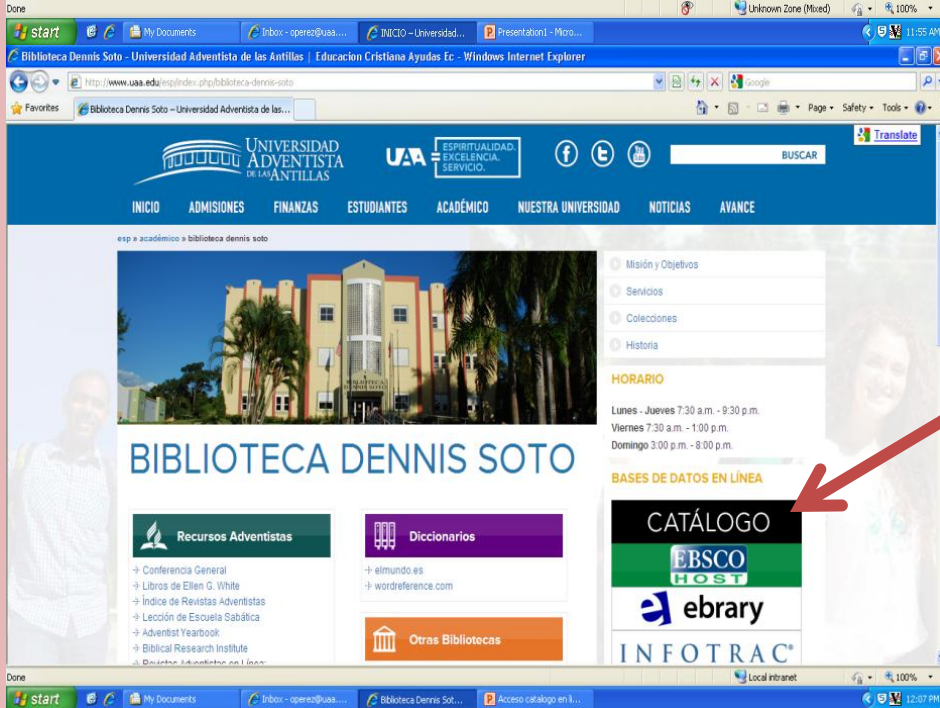 Done
Unknown Zone (Mixed)
100%
start
My Documents
Inbox - operez@uaa....
INICIO – Universidad...
Presentation1 - Micro...
11:55 AM
Biblioteca Dennis Soto - Universidad Adventista de las Antillas | Educacion Cristiana Ayudas Ec - Windows Internet Explorer
http://www.uaa.edu/esp/index.php/biblioteca-dennis-soto
Google
Favorites
Biblioteca Dennis Soto – Universidad Adventista de las...
Page
Safety
Tools
Translate
UNIVERSIDAD
ADVENTISTA
DE LAS ANTILLAS
UAA
ESPIRITUALIDAD.
EXCELENCIA.
SERVICIO.
BUSCAR
INICIO ADMISIONES FINANZAS ESTUDIANTES ACADÉMICO NUESTRA UNIVERSIDAD NOTICIAS AVANCE
esp » académico » biblioteca dennis soto
BIBLIOTECA
DENNIS SOTO
BIBLIOTECA DENNIS SOTO
Misión y Objetivos
Servicios
Colecciones
Historia
HORARIO
Lunes - Jueves 7:30 a.m. - 9:30 p.m.
Viernes 7:30 a.m. - 1:00 p.m.
Domingo 3:00 p.m. - 8:00 p.m.
BASES DE DATOS EN LÍNEA
CATÁLOGO
EBSCO
HOST
ebrary
INFOTRAC
Recursos Adventistas
Conferencia General
Libros de Ellen G. White
Índice de Revistas Adventistas
Lección de Escuela Sabática
Adventist Yearbook
Biblical Research Institute
Revistas Adventistas en Línea:
Diccionarios
elmundo.es
wordreference.com
Otras Bibliotecas
Done
Local intranet
100%
start
My Documents
Inbox - operez@uaa....
Biblioteca Dennis Sot...
Acceso catalogo en li...
12:07 PM